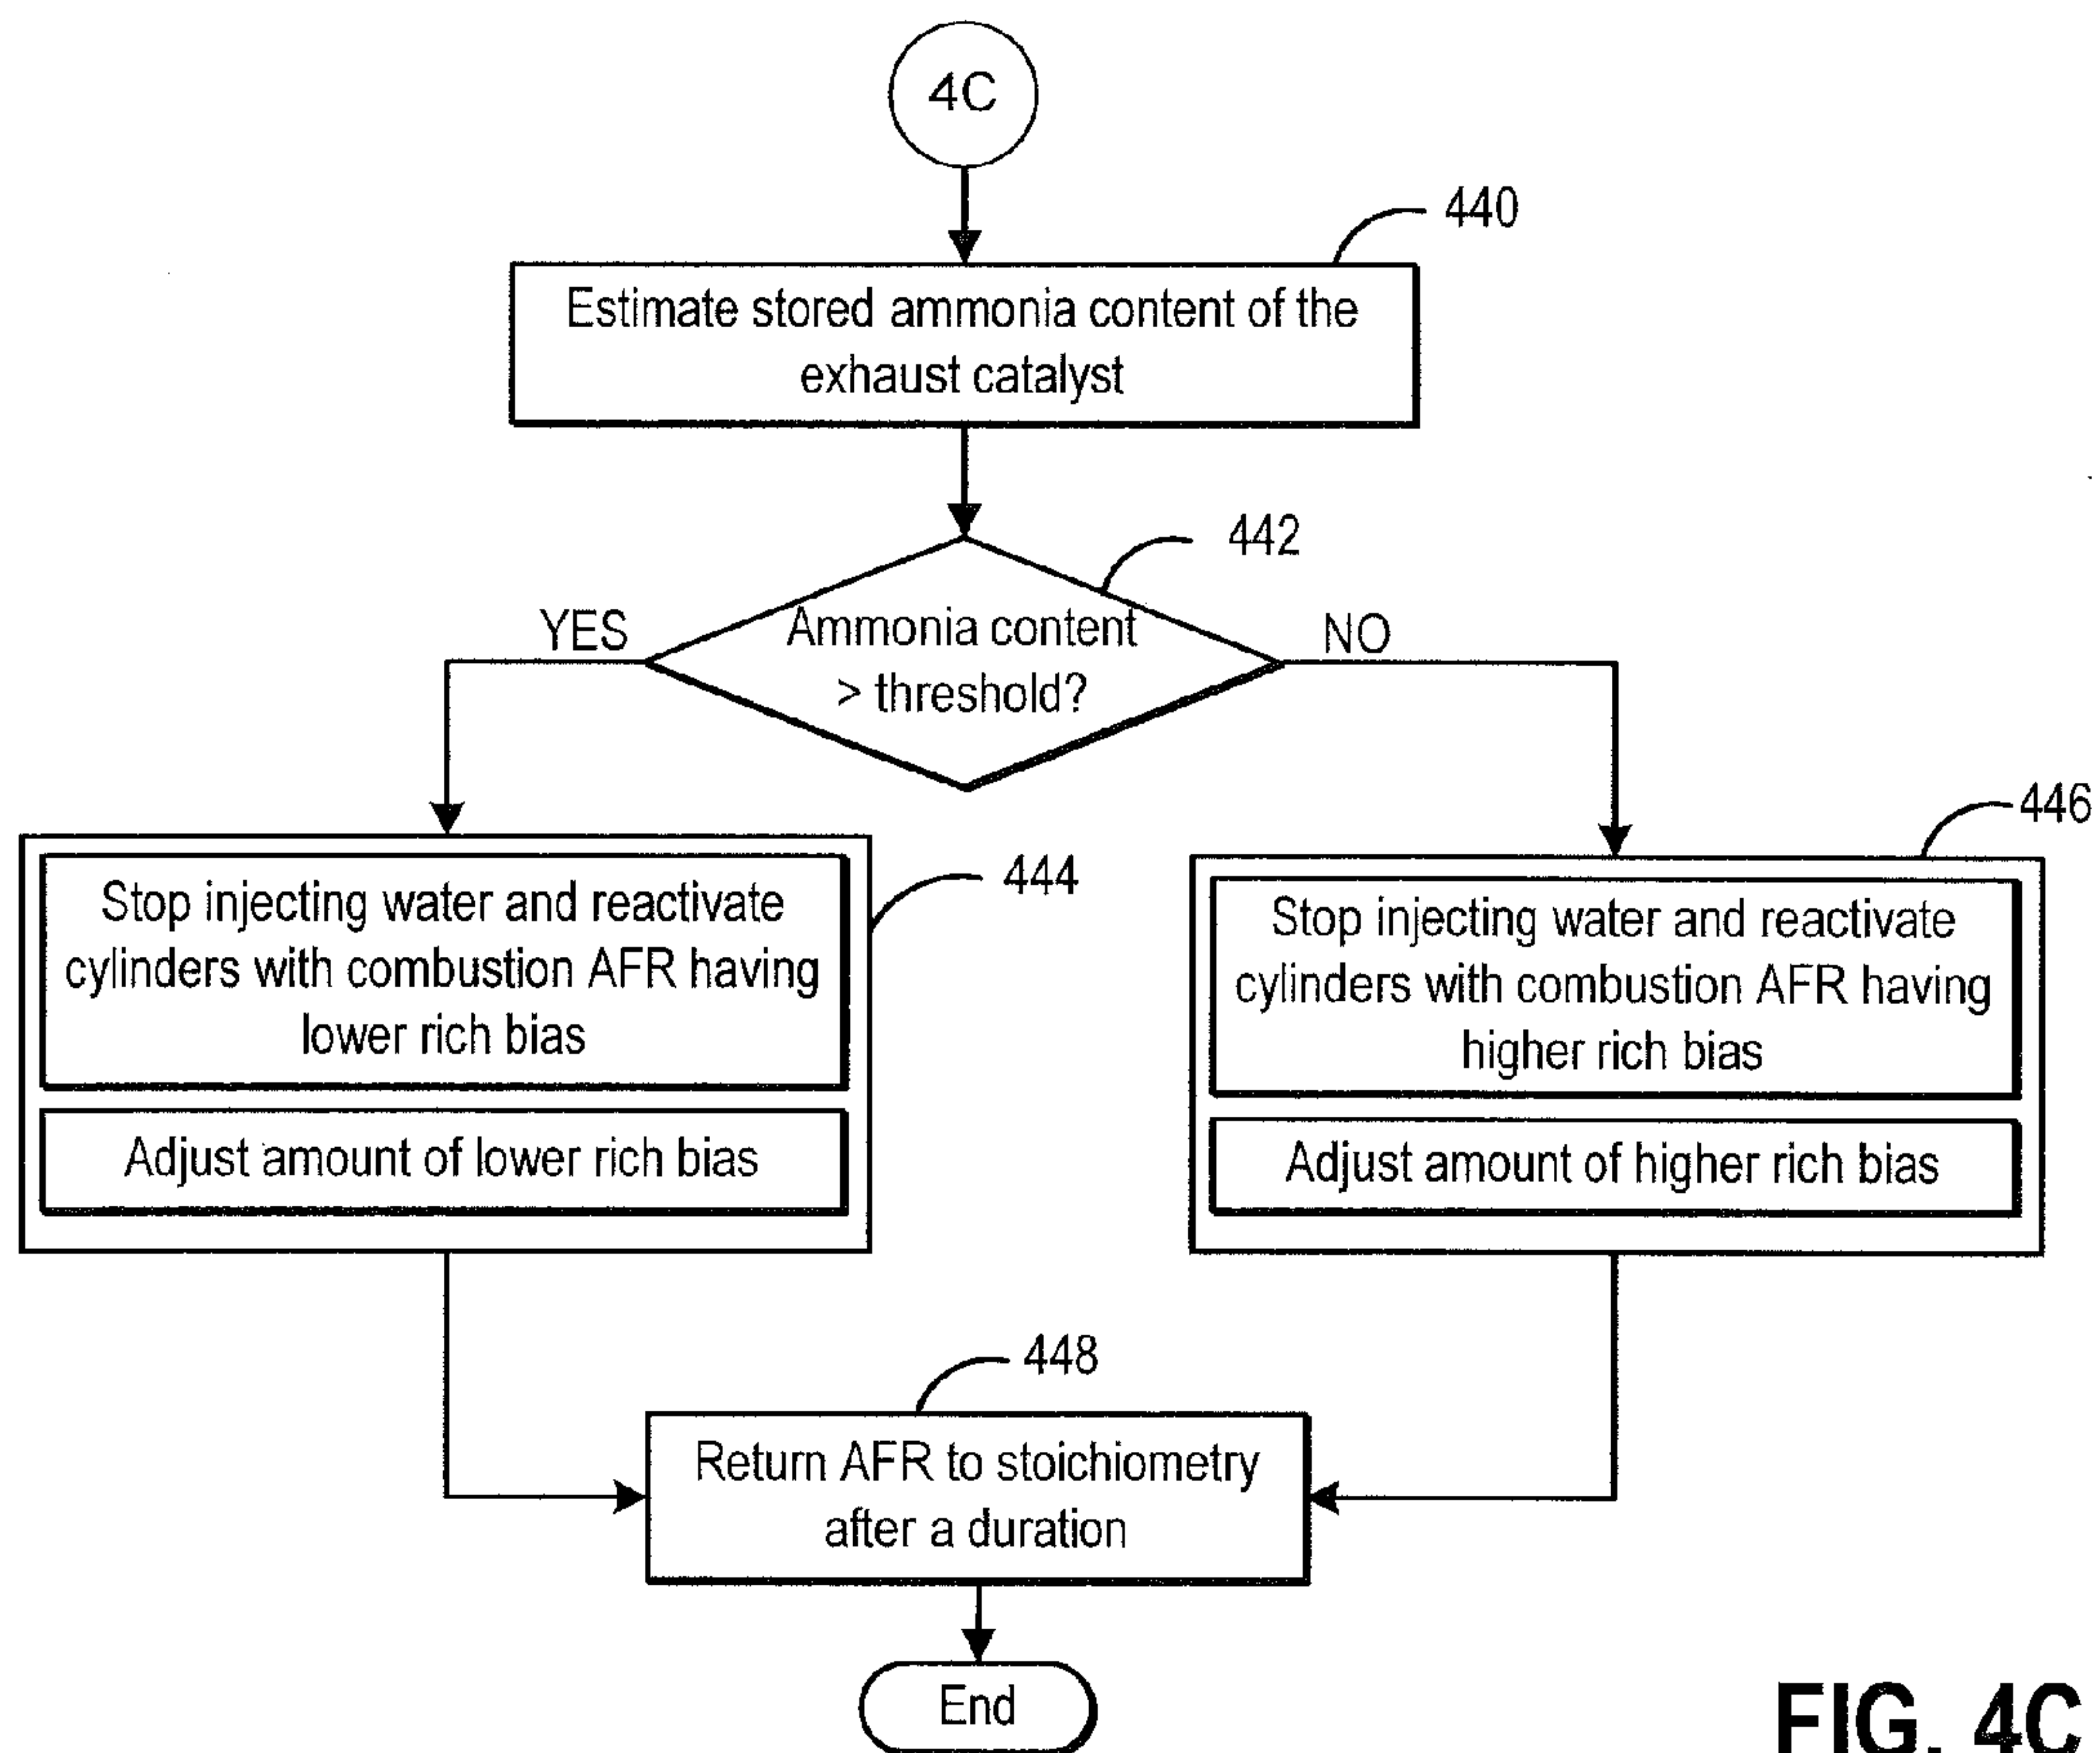 4C
440
Estimate stored ammonia content of the
exhaust catalyst
442
YES
Ammonia content
> threshold?
NO
444
Stop injecting water and reactivate
cylinders with combustion AFR having
lower rich bias
Adjust amount of lower rich bias
446
Stop injecting water and reactivate
cylinders with combustion AFR having
higher rich bias
Adjust amount of higher rich bias
448
Return AFR to stoichiometry
after a duration
End
FIG. 4C